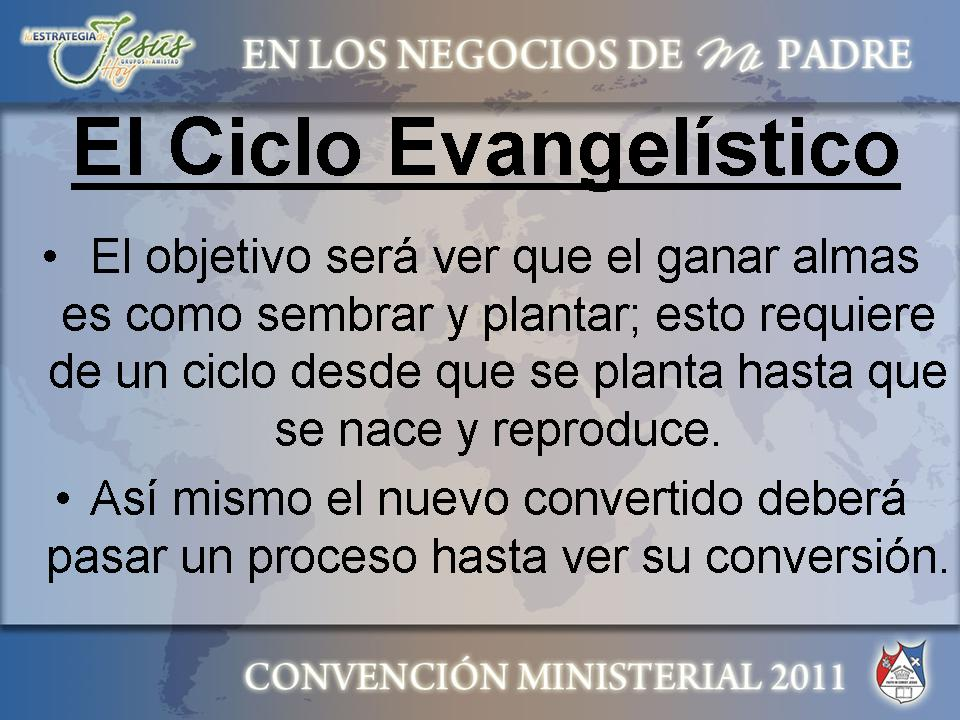 la ESTRATEGIA de
Jesús
GRUPOS de AMISTAD
Hoy
EN LOS NEGOCIOS DE Mi PADRE
El Ciclo Evangelístico
• El objetivo será ver que el ganar almas
es como sembrar y plantar; esto requiere
de un ciclo desde que se planta hasta que
se nace y reproduce.
• Así mismo el nuevo convertido deberá
pasar un proceso hasta ver su conversión.
CONVENCIÓN MINISTERIAL 2011